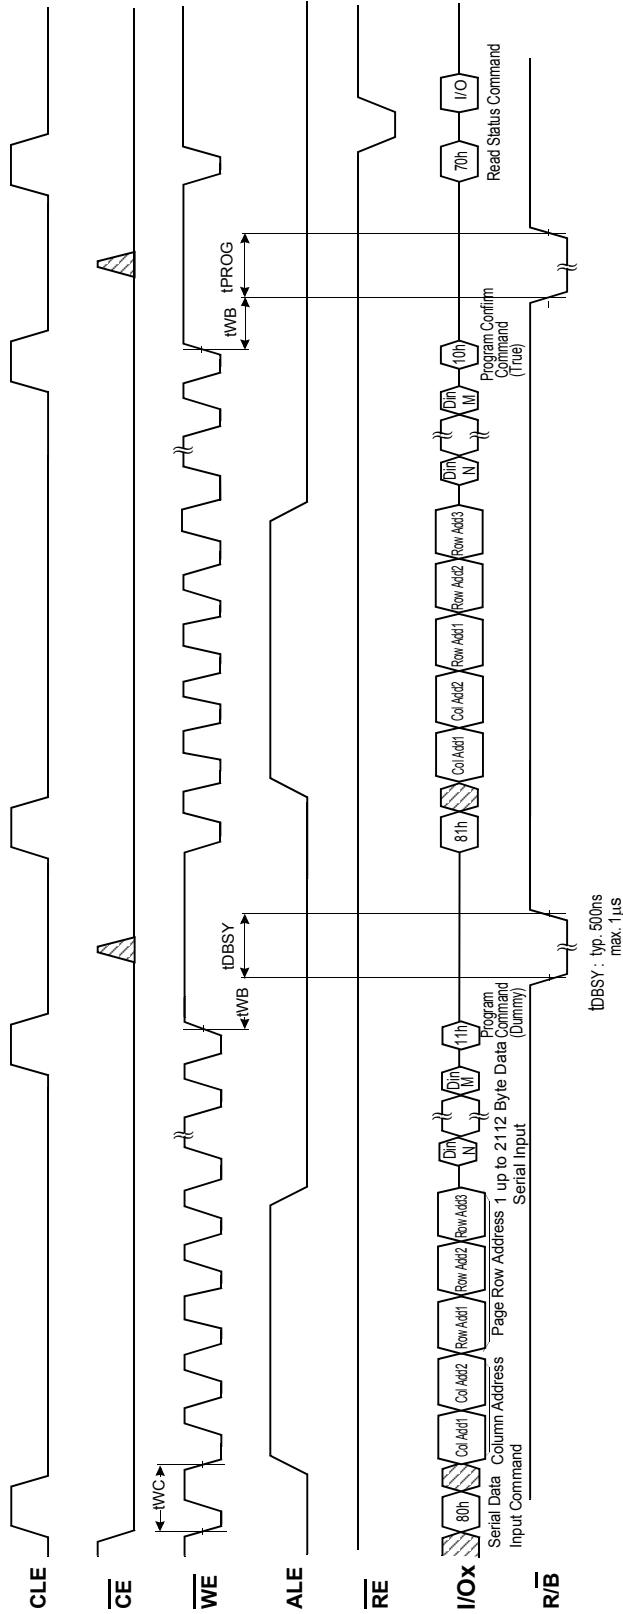 CLE
CE
WE
tWC
tWB
tDBSY
tWB
tPROG
ALE
RE
I/Ox
80h
Col Add1
Col Add2
Row Add1
Row Add2
Row Add3
Din
N
Din
M
11h
81h
Col Add1
Col Add2
Row Add1
Row Add2
Row Add3
Din
N
Din
M
10h
70h
I/O
Serial Data
Input Command
Column Address
Page Row Address
1 up to 2112 Byte Data
Serial Input
Program
Command
(Dummy)
Program Confirm
Command
(True)
Read Status Command
R/B
tDBSY : typ. 500ns
max. 1μs